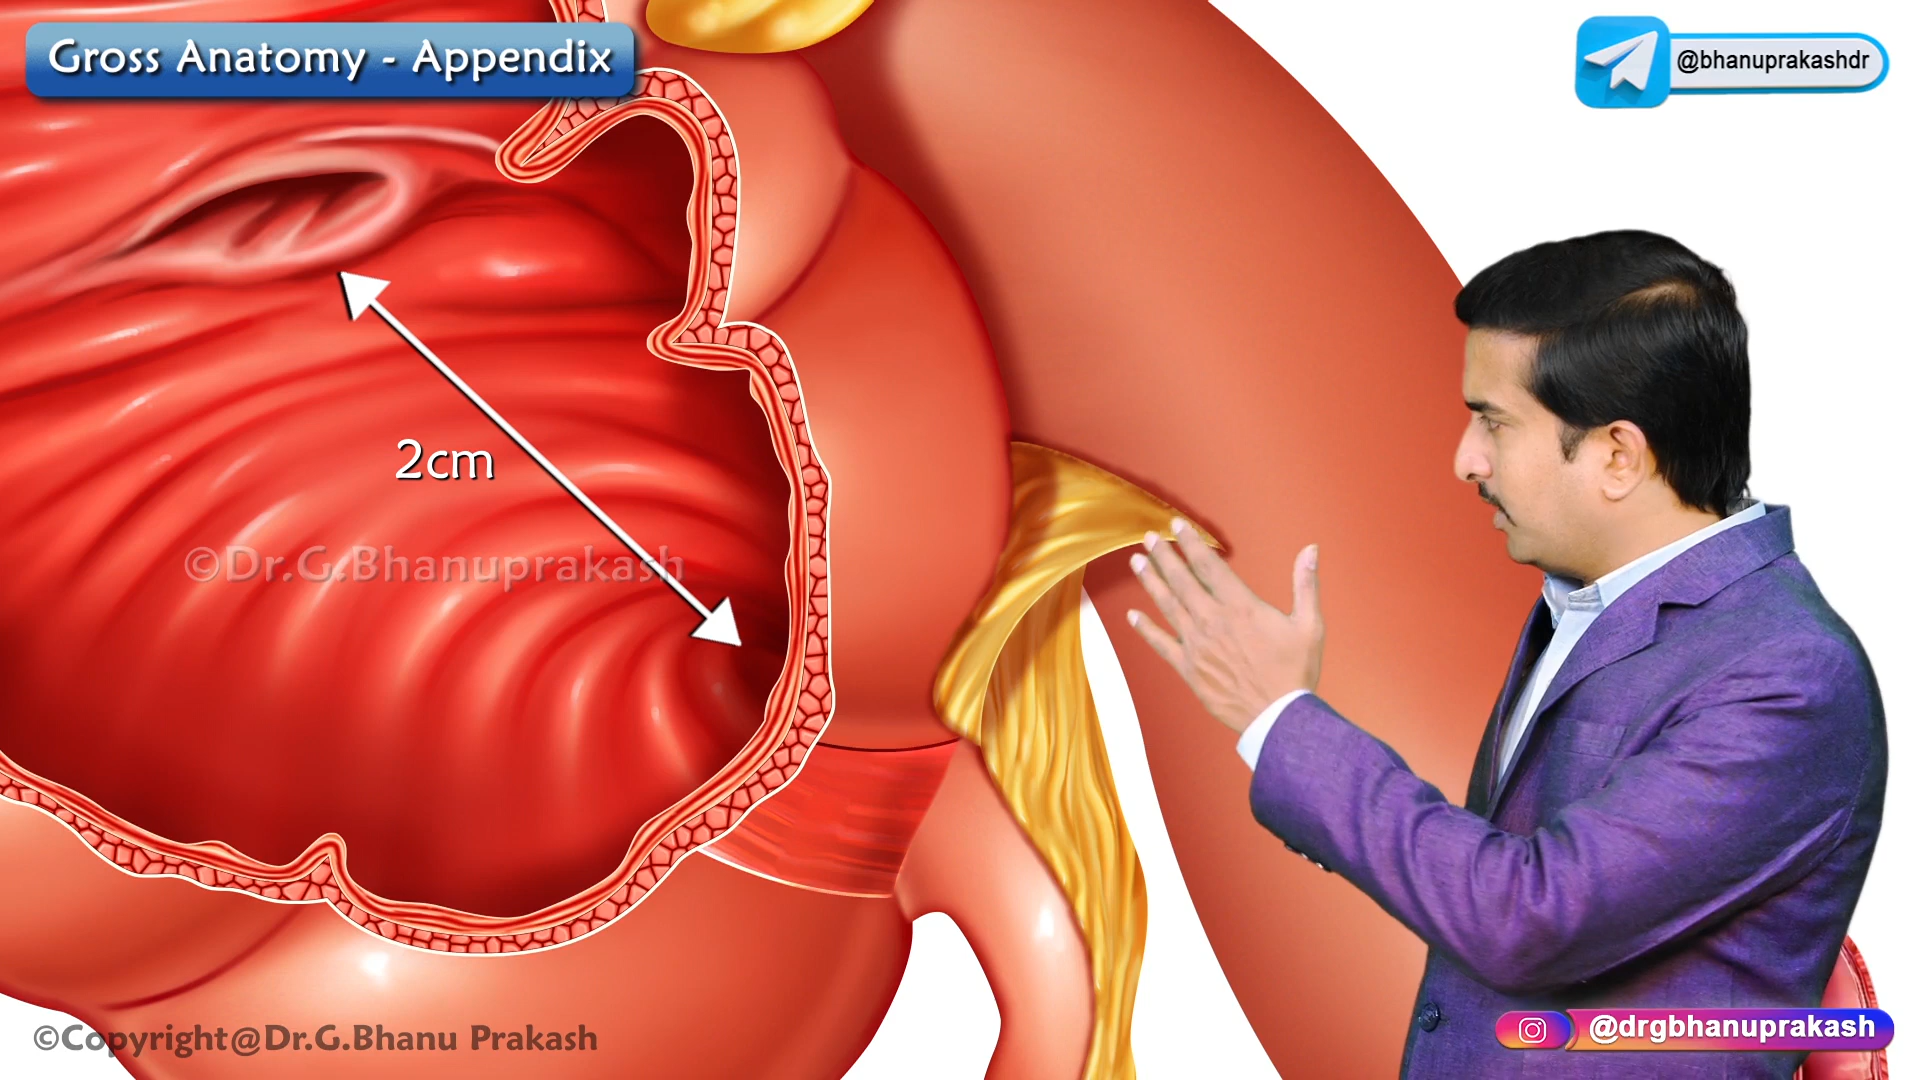 Gross Anatomy - Appendix
@bhanuprakashdr
2cm
©Dr.G.Bhanuprakash
©Copyright@Dr.G.Bhanu Prakash
@drgbhanuprakash